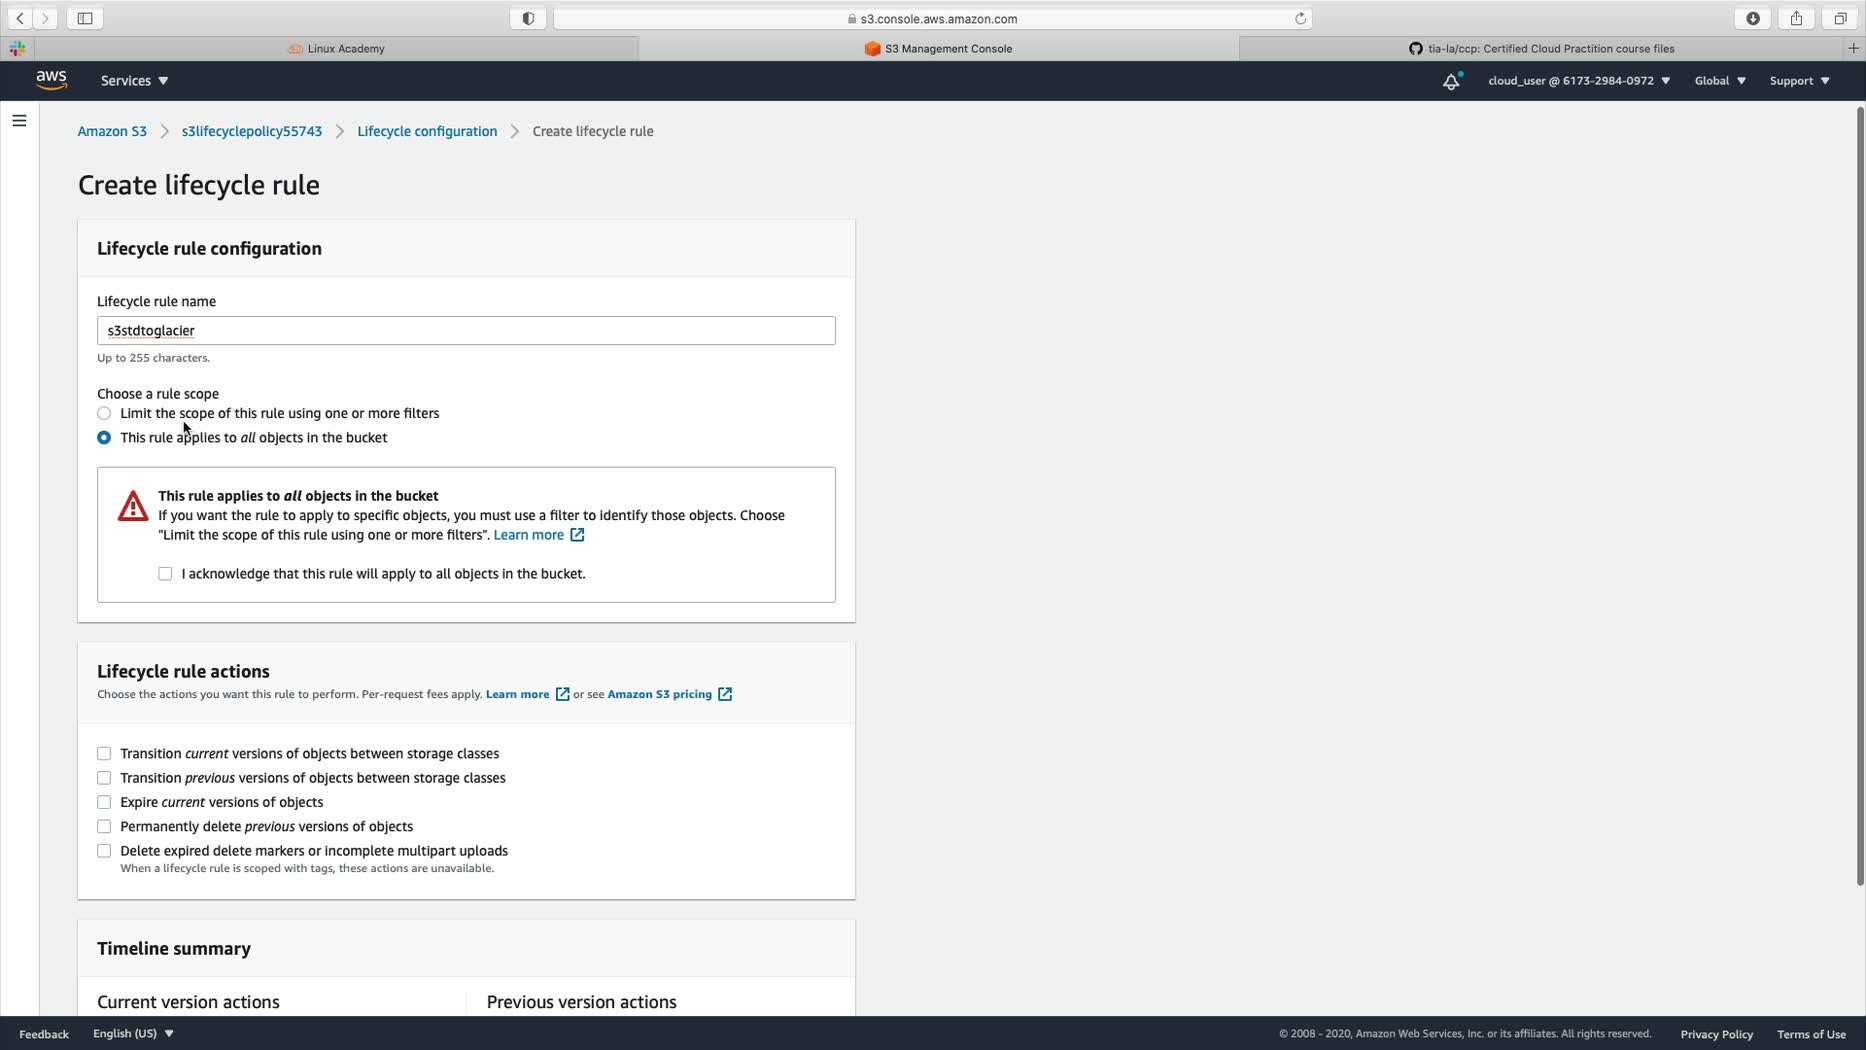 s3.console.aws.amazon.com
Linux Academy
S3 Management Console
tia-la/ccp: Certified Cloud Practition course files
aws
Services
cloud_user @ 6173-2984-0972
Global
Support
Amazon S3
s3lifecyclepolicy55743
Lifecycle configuration
Create lifecycle rule
Create lifecycle rule
Lifecycle rule configuration
Lifecycle rule name
s3stdtoglacier
Up to 255 characters.
Choose a rule scope
Limit the scope of this rule using one or more filters
This rule applies to all objects in the bucket
This rule applies to all objects in the bucket
If you want the rule to apply to specific objects, you must use a filter to identify those objects. Choose
"Limit the scope of this rule using one or more filters". Learn more
I acknowledge that this rule will apply to all objects in the bucket.
Lifecycle rule actions
Choose the actions you want this rule to perform. Per-request fees apply. Learn more or see Amazon S3 pricing
Transition current versions of objects between storage classes
Transition previous versions of objects between storage classes
Expire current versions of objects
Permanently delete previous versions of objects
Delete expired delete markers or incomplete multipart uploads
When a lifecycle rule is scoped with tags, these actions are unavailable.
Timeline summary
Current version actions
Previous version actions
Feedback
English (US)
© 2008 - 2020, Amazon Web Services, Inc. or its affiliates. All rights reserved.
Privacy Policy
Terms of Use